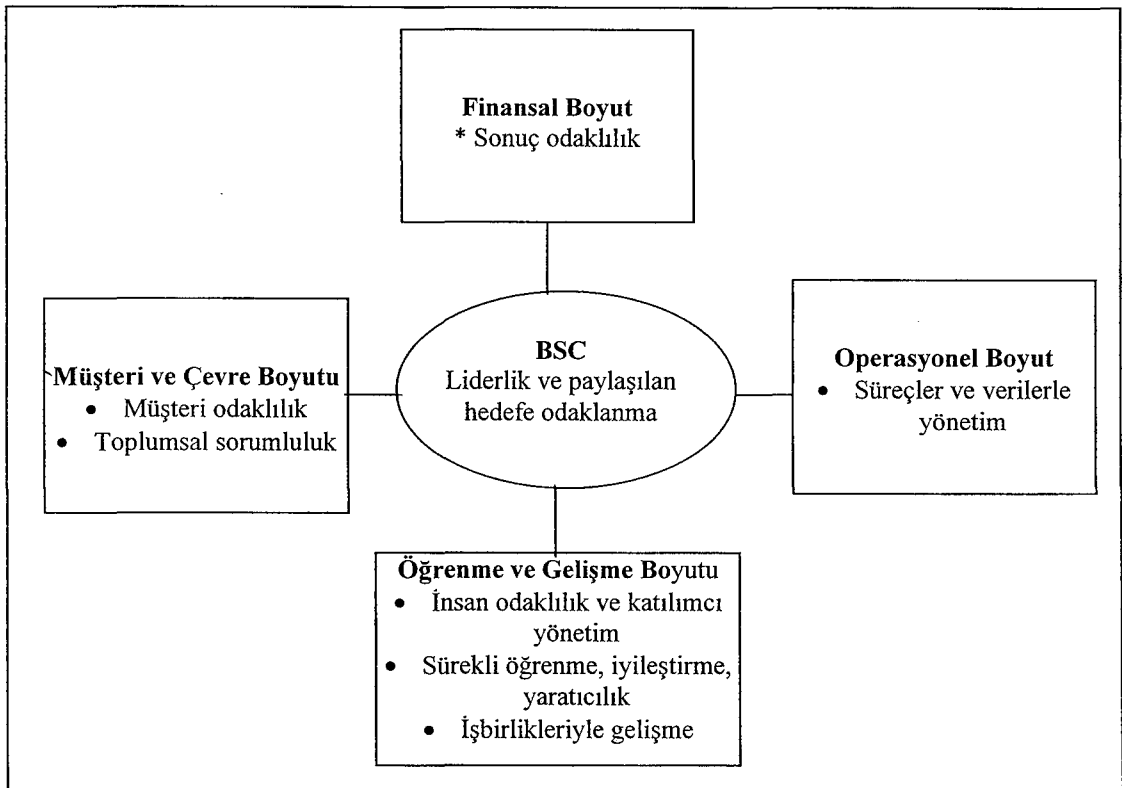 Finansal Boyut
* Sonuç odaklılık
Müşteri ve Çevre Boyutu
• Müşteri odaklılık
• Toplumsal sorumluluk
BSC
Liderlik ve paylaşılan
hedefe odaklanma
Operasyonel Boyut
• Süreçler ve verilerle
yönetim
Öğrenme ve Gelişme Boyutu
• İnsan odaklılık ve katılımcı
yönetim
• Sürekli öğrenme, iyileştirme,
yaratıcılık
• İşbirlikleriyle gelişme